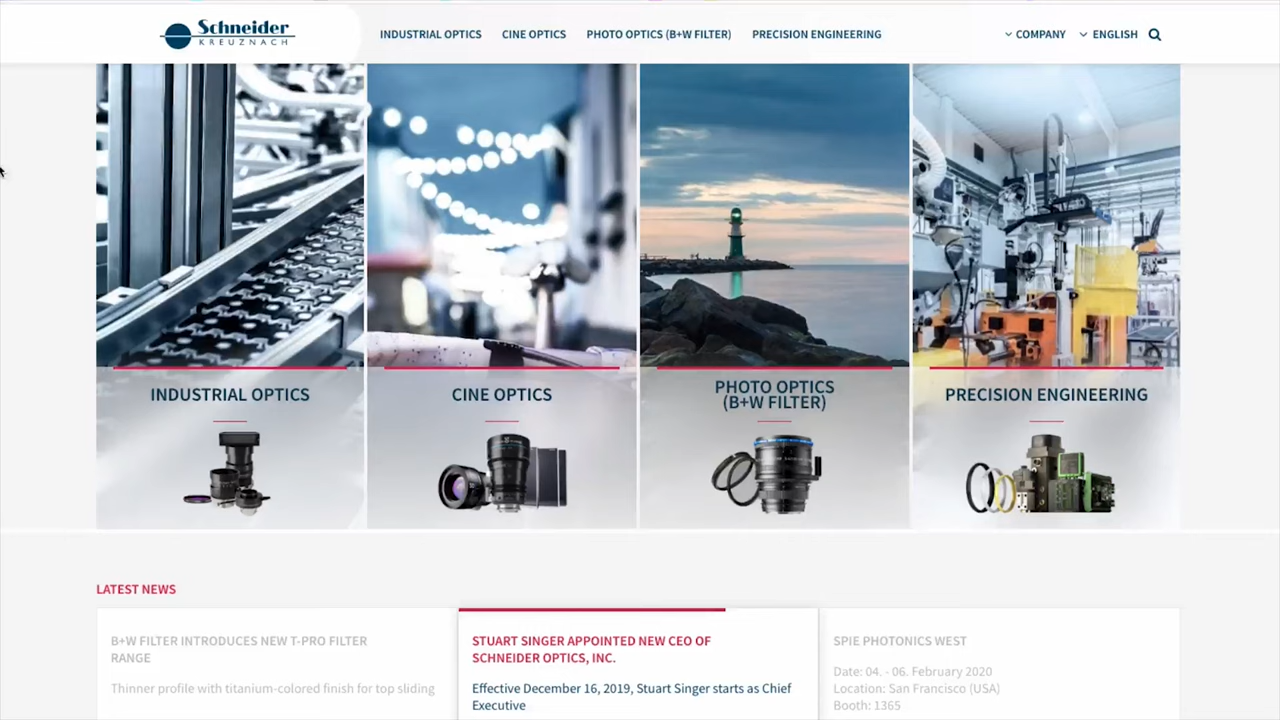 Schneider
KREUZNACH
INDUSTRIAL OPTICS
CINE OPTICS
PHOTO OPTICS (B+W FILTER)
PRECISION ENGINEERING
COMPANY
ENGLISH
INDUSTRIAL OPTICS
CINE OPTICS
PHOTO OPTICS
(B+W FILTER)
PRECISION ENGINEERING
LATEST NEWS
B+W FILTER INTRODUCES NEW T-PRO FILTER
RANGE
Thinner profile with titanium-colored finish for top sliding
STUART SINGER APPOINTED NEW CEO OF
SCHNEIDER OPTICS, INC.
Effective December 16, 2019, Stuart Singer starts as Chief
Executive
SPIE PHOTONICS WEST
Date: 04. - 06. February 2020
Location: San Francisco (USA)
Booth: 1365